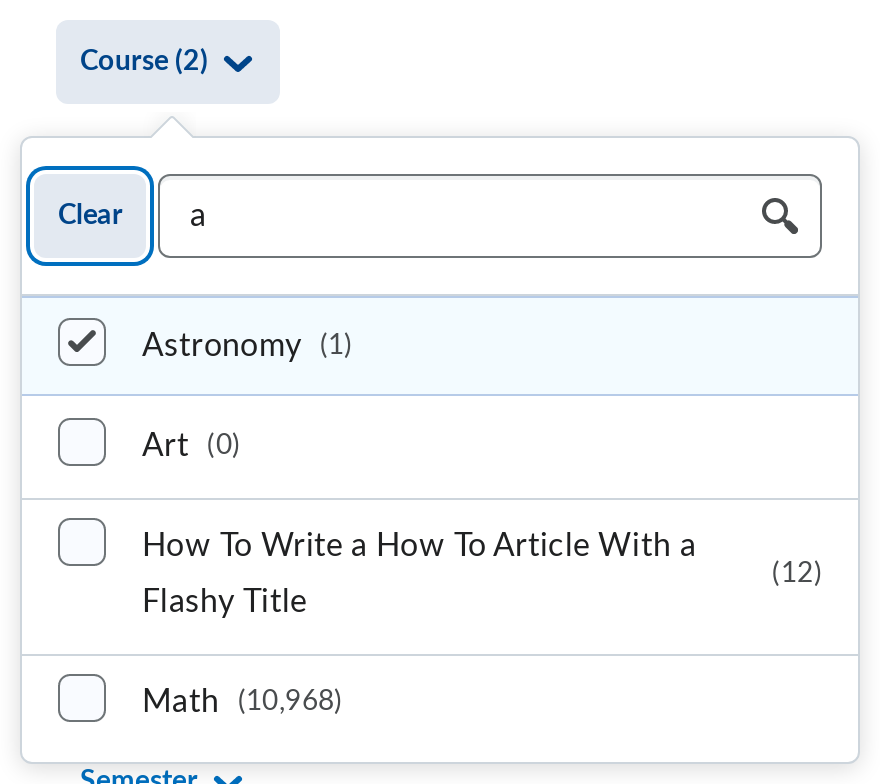 Course (2)
Clear
a
Astronomy (1)
Art (0)
How To Write a How To Article With a
Flashy Title
(12)
Math (10,968)
Semester